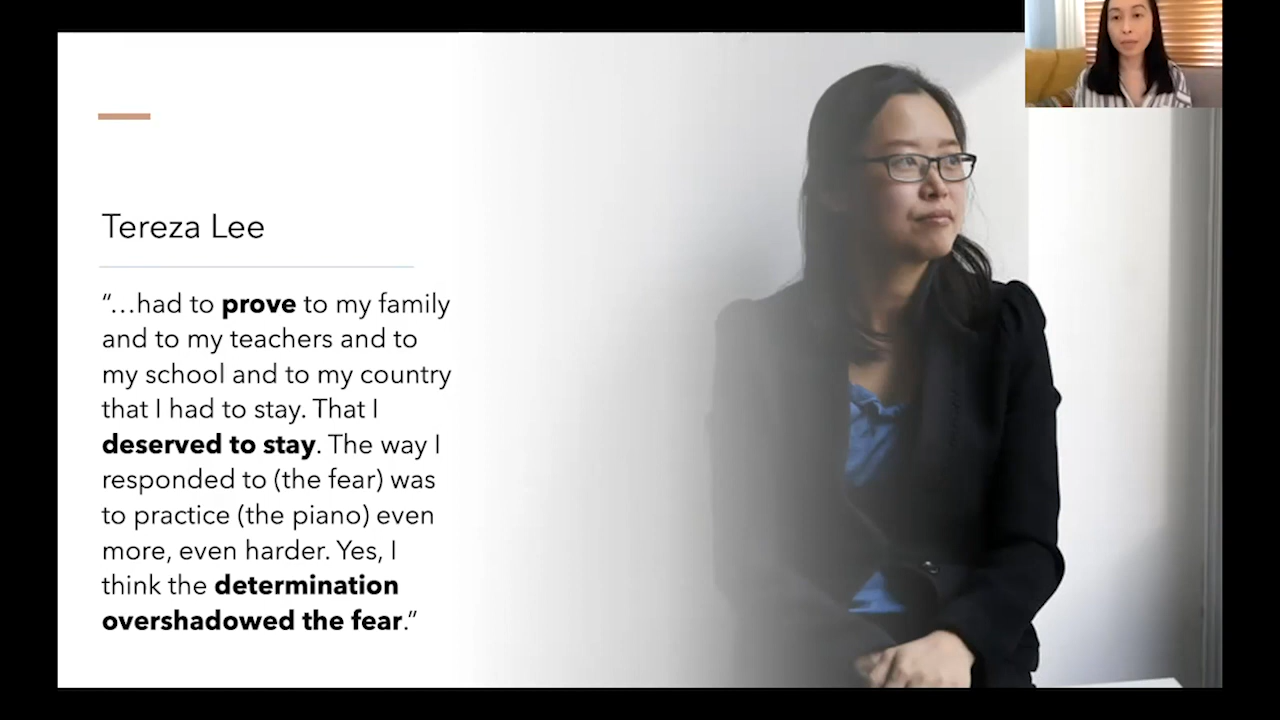 Tereza Lee
“…had to prove to my family
and to my teachers and to
my school and to my country
that I had to stay. That I
deserved to stay. The way I
responded to (the fear) was
to practice (the piano) even
more, even harder. Yes, I
think the determination
overshadowed the fear.”